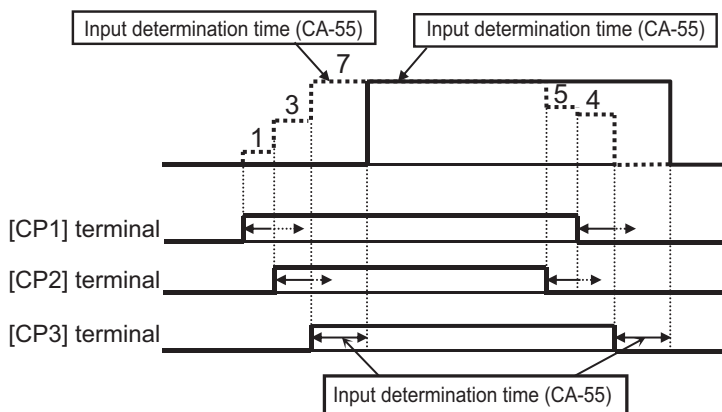 Input determination time (CA-55)
Input determination time (CA-55)
7
3
1
5
4
[CP1] terminal
[CP2] terminal
[CP3] terminal
Input determination time (CA-55)